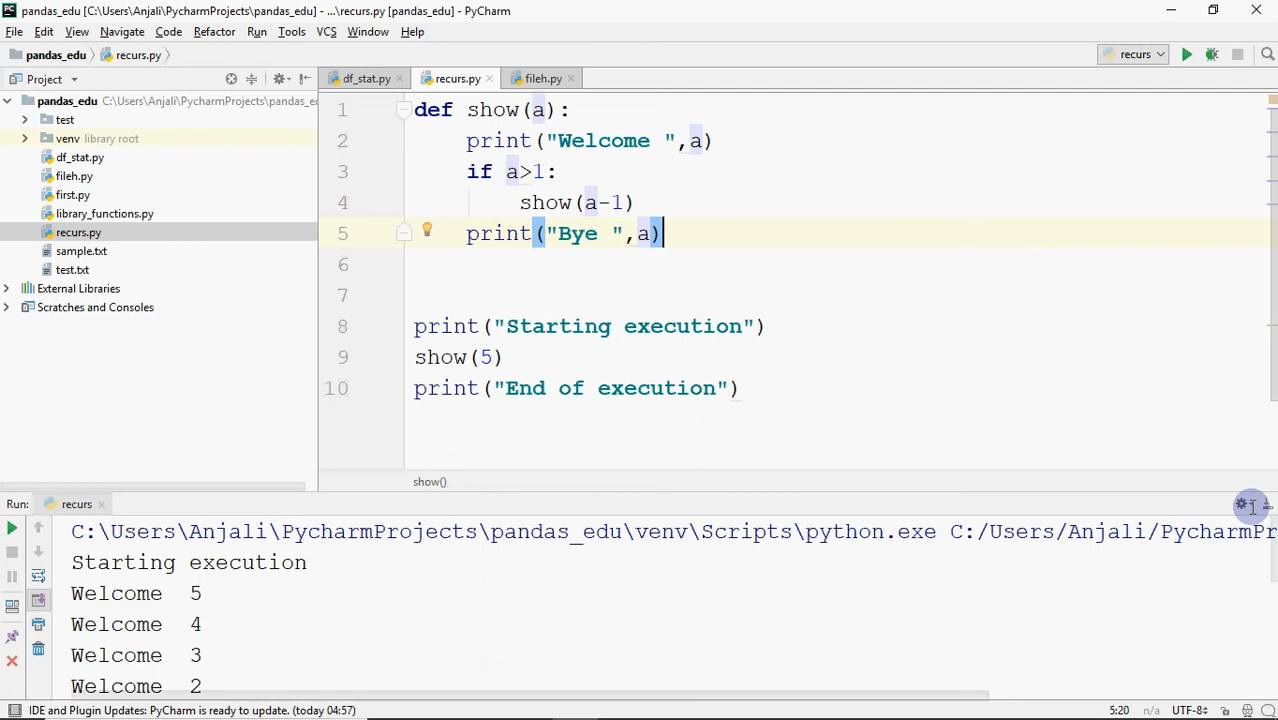 pandas_edu [C:\Users\Anjali\PycharmProjects\pandas_edu] - ...\recurs.py [pandas_edu] - PyCharm
File Edit View Navigate Code Refactor Run Tools VCS Window Help
pandas_edu recurs.py recurs
Project df_stat.py recurs.py fileh.py
pandas_edu C:\Users\Anjali\PycharmProjects\pandas_ed
test
venv library root
df_stat.py
fileh.py
first.py
library_functions.py
recurs.py
sample.txt
test.txt
External Libraries
Scratches and Consoles
1 def show(a):
2 print("Welcome ",a)
3 if a>1:
4 show(a-1)
5 print("Bye ",a)
6
7
8 print("Starting execution")
9 show(5)
10 print("End of execution")
show()
Run: recurs
C:\Users\Anjali\PycharmProjects\pandas_edu\venv\Scripts\python.exe C:/Users/Anjali/PycharmPr
Starting execution
Welcome  5
Welcome  4
Welcome  3
Welcome  2
IDE and Plugin Updates: PyCharm is ready to update. (today 04:57) 5:20 n/a UTF-8